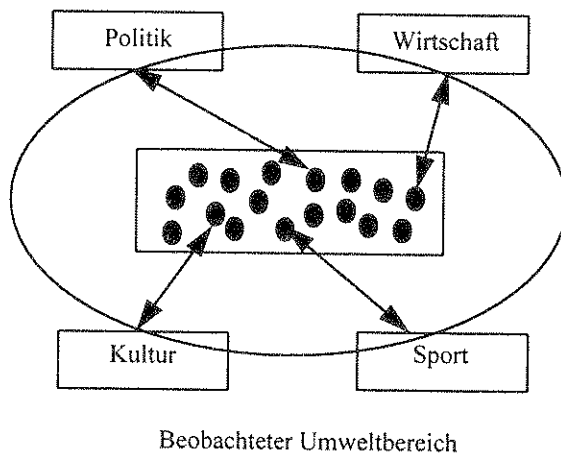 Politik
Wirtschaft
Kultur
Sport
Beobachteter Umweltbereich